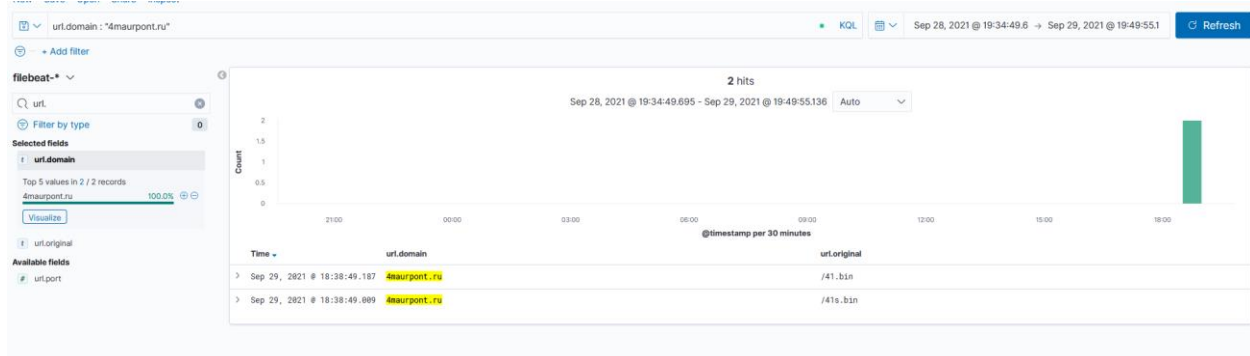 New Save Open Share Inspect
url.domain : "4maurpont.ru"
KQL
Sep 28, 2021 @ 19:34:49.6 → Sep 29, 2021 @ 19:49:55.1
Refresh
+ Add filter
filebeat-*
url.
Filter by type 0
Selected fields
t url.domain
Top 5 values in 2 / 2 records
4maurpont.ru 100.0%
Visualize
t url.original
Available fields
# url.port
2 hits
Sep 28, 2021 @ 19:34:49.695 - Sep 29, 2021 @ 19:49:55.136 Auto
Count
2
1.5
1
0.5
0
21:00 00:00 03:00 06:00 09:00 12:00 15:00 18:00
@timestamp per 30 minutes
Time url.domain url.original
> Sep 29, 2021 @ 18:38:49.187 4maurpont.ru /41.bin
> Sep 29, 2021 @ 18:38:49.009 4maurpont.ru /41s.bin